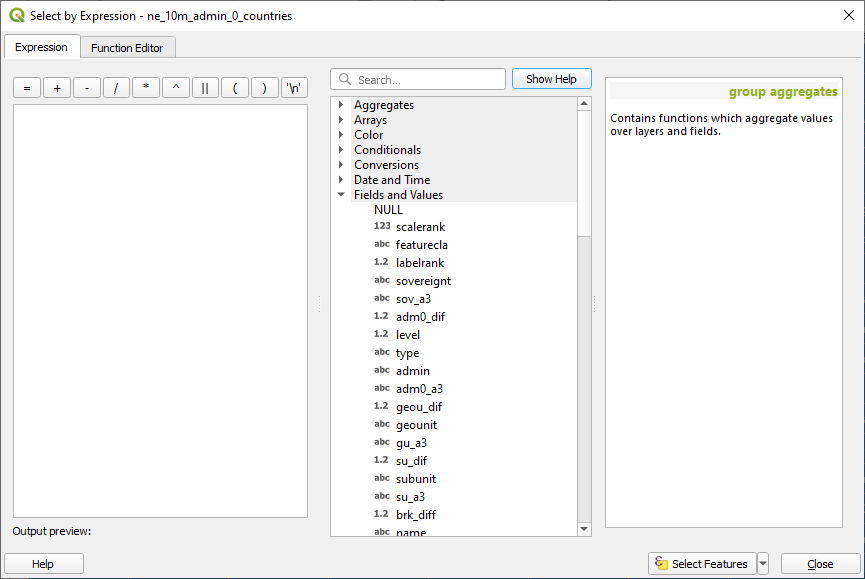 Select by Expression - ne_10m_admin_0_countries
Expression
Function Editor
= + - / * ^ || ( ) '\n'
Search...
Show Help
Aggregates
Arrays
Color
Conditionals
Conversions
Date and Time
Fields and Values
NULL
123 scalerank
abc featurecla
1.2 labelrank
abc sovereignt
abc sov_a3
1.2 adm0_dif
1.2 level
abc type
abc admin
abc adm0_a3
1.2 geou_dif
abc geounit
abc gu_a3
1.2 su_dif
abc subunit
abc su_a3
1.2 brk_diff
abc name
group aggregates
Contains functions which aggregate values
over layers and fields.
Output preview:
Help
Select Features
Close